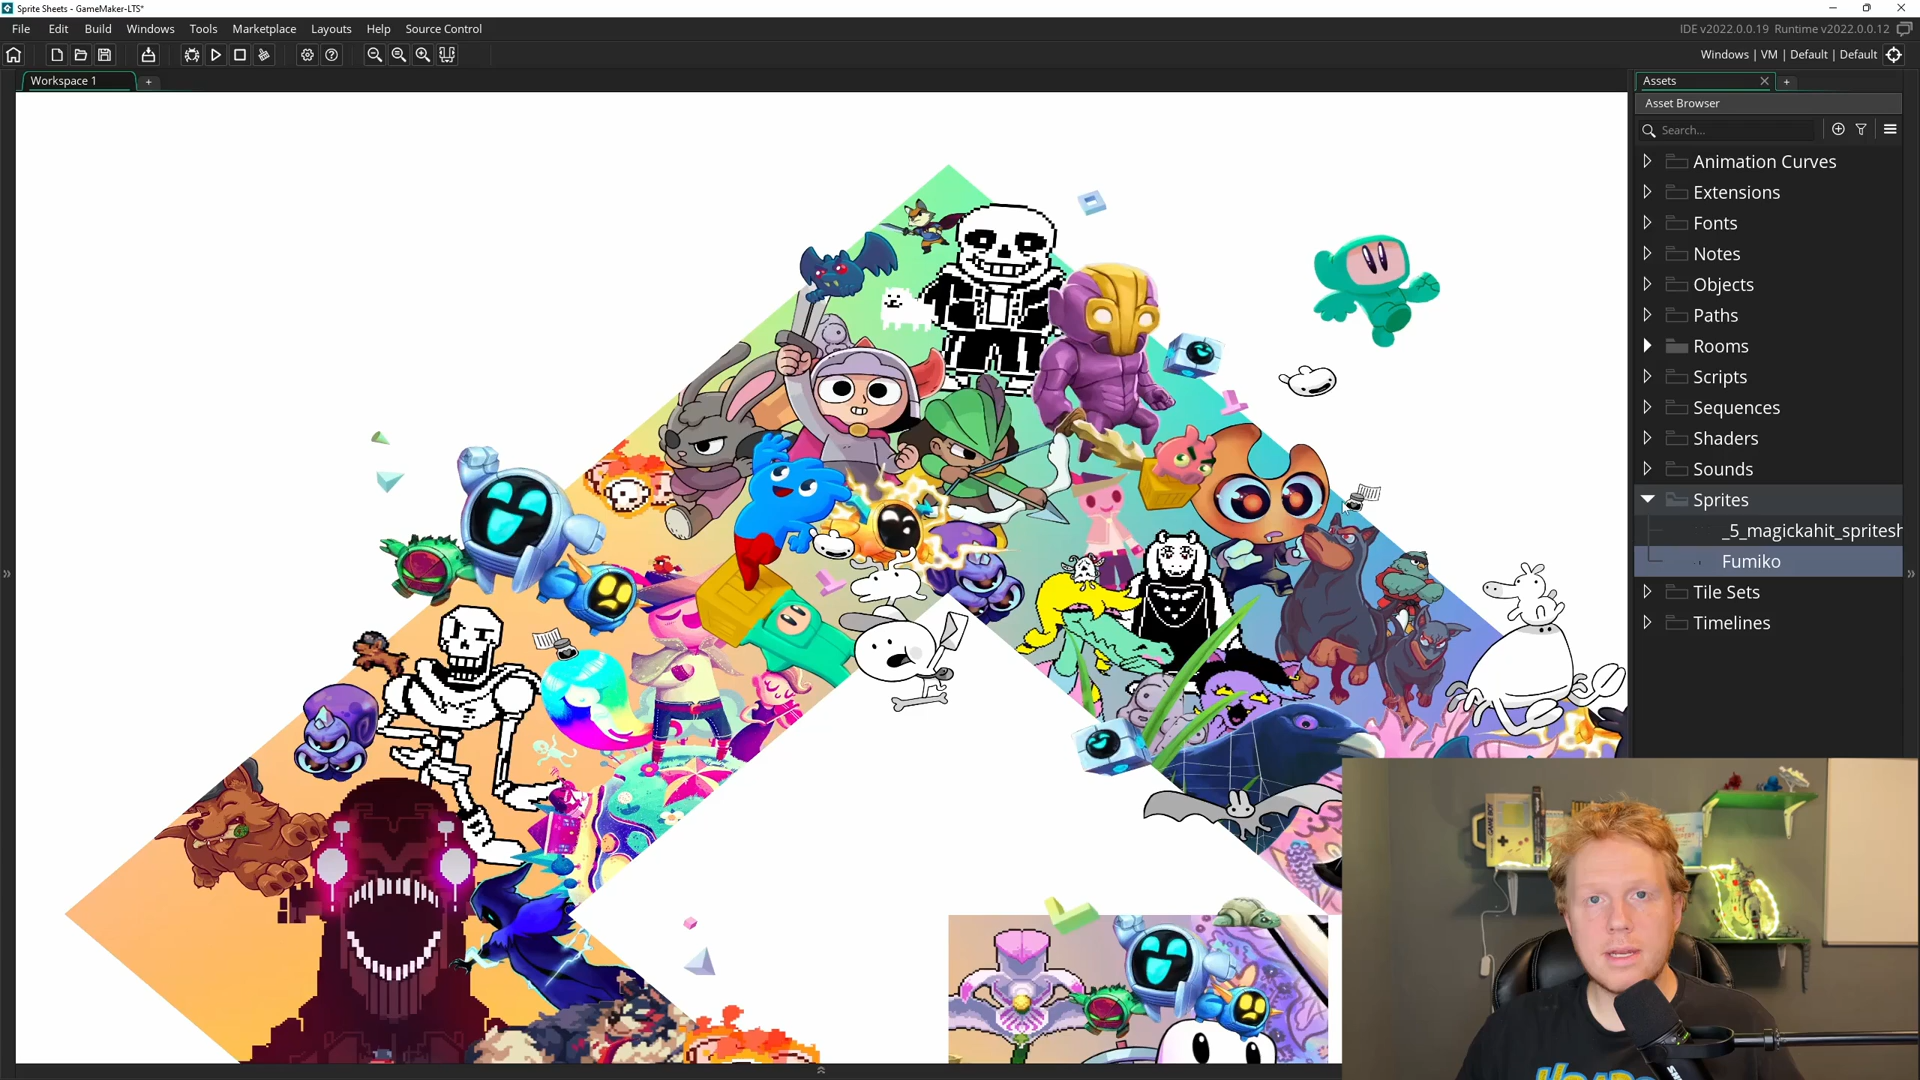 Sprite Sheets - GameMaker-LTS*
File Edit Build Windows Tools Marketplace Layouts Help Source Control
IDE v2022.0.0.19 Runtime v2022.0.0.12
Windows | VM | Default | Default
Workspace 1
Assets
Asset Browser
Search...
Animation Curves
Extensions
Fonts
Notes
Objects
Paths
Rooms
Scripts
Sequences
Shaders
Sounds
Sprites
_5_magickahit_spritesh
Fumiko
Tile Sets
Timelines